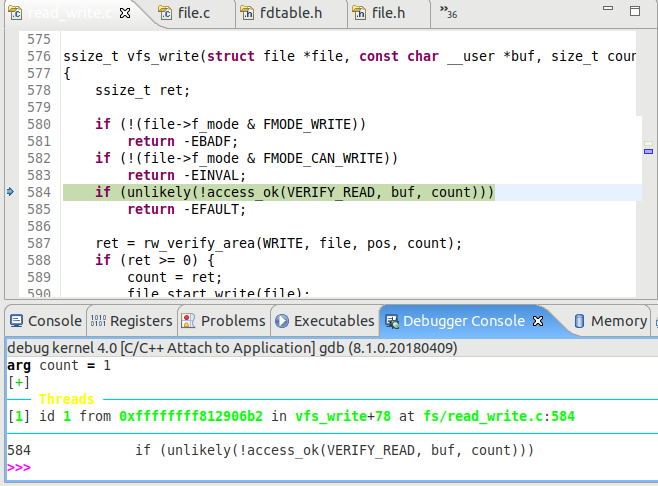 read_write.c file.c fdtable.h file.h »36
575
576 ssize_t vfs_write(struct file *file, const char __user *buf, size_t coun
577 {
578     ssize_t ret;
579
580     if (!(file->f_mode & FMODE_WRITE))
581         return -EBADF;
582     if (!(file->f_mode & FMODE_CAN_WRITE))
583         return -EINVAL;
584     if (unlikely(!access_ok(VERIFY_READ, buf, count)))
585         return -EFAULT;
586
587     ret = rw_verify_area(WRITE, file, pos, count);
588     if (ret >= 0) {
589         count = ret;
590         file_start_write(file);
Console Registers Problems Executables Debugger Console Memory
debug kernel 4.0 [C/C++ Attach to Application] gdb (8.1.0.20180409)
arg count = 1
[+]
Threads
[1] id 1 from 0xffffffff812906b2 in vfs_write+78 at fs/read_write.c:584
584             if (unlikely(!access_ok(VERIFY_READ, buf, count)))
>>>